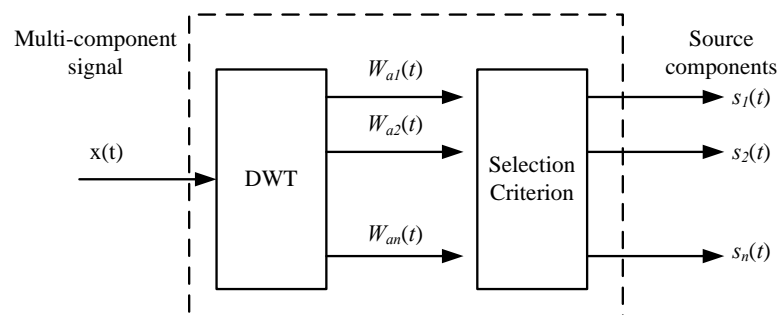 Multi-component
signal
x(t)
DWT
Wa1(t)
Wa2(t)
Wan(t)
Selection
Criterion
Source
components
s1(t)
s2(t)
sn(t)